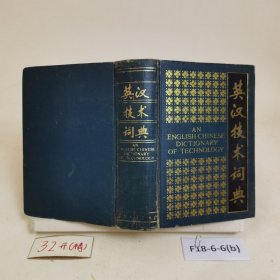 英汉
技术
词典
AN
ENGLISH CHINESE
DICTIONARY
OF TECHNOLOGY
AN
ENGLISH CHINESE
DICTIONARY
OF TECHNOLOGY
英汉技术词典
F18-6-6(b)